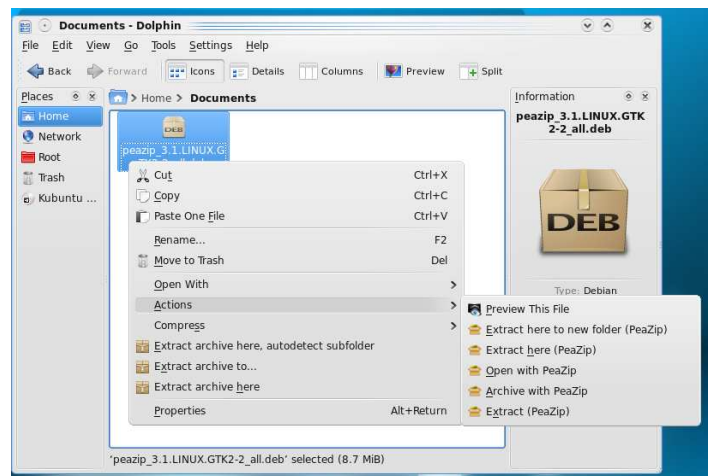 Documents - Dolphin
File Edit View Go Tools Settings Help
Back Forward Icons Details Columns Preview Split
Places
Home
Network
Root
Trash
Kubuntu ...
> Home > Documents
DEB
peazip_3.1.LINUX.G
Cut Ctrl+X
Copy Ctrl+C
Paste One File Ctrl+V
Rename... F2
Move to Trash Del
Open With >
Actions >
Compress >
Extract archive here, autodetect subfolder
Extract archive to...
Extract archive here
Properties Alt+Return
Preview This File
Extract here to new folder (PeaZip)
Extract here (PeaZip)
Open with PeaZip
Archive with PeaZip
Extract (PeaZip)
Information
peazip_3.1.LINUX.GTK
2-2_all.deb
DEB
Type: Debian
'peazip_3.1.LINUX.GTK2-2_all.deb' selected (8.7 MiB)